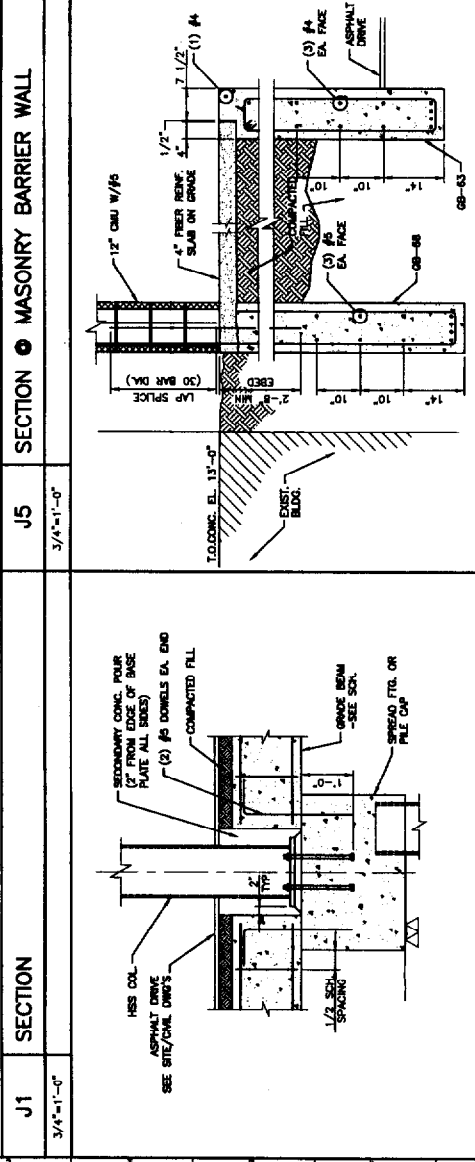 J1
SECTION
3/4"=1'-0"
HSS COL.
ASPHALT DRIVE
SEE SITE/CIVIL DWG'S
SECONDARY CONC. POUR
(2" FROM EDGE OF BASE
PLATE ALL SIDES)
(2) #5 DOWELS EA. END
COMPACTED FILL
2"
TYP
GRADE BEAM
-SEE SCH.
1'-0"
SPREAD FTG. OR
PILE CAP
1/2 SCH.
SPACING
J5
SECTION @ MASONRY BARRIER WALL
3/4"=1'-0"
12" CMU W/#5
LAP SPLICE
(30 BAR DIA.)
4" FIBER REINF.
SLAB ON GRADE
1/2"
4"
7 1/2"
(1) #4
T.O.CONC. EL. 13'-0"
EXIST.
BLDG.
2'-8" MIN
EBED
COMPACTED
FILL
(3) #5
EA. FACE
(3) #4
EA. FACE
ASPHALT
DRIVE
10"
10"
14"
10"
10"
14"
GB-63